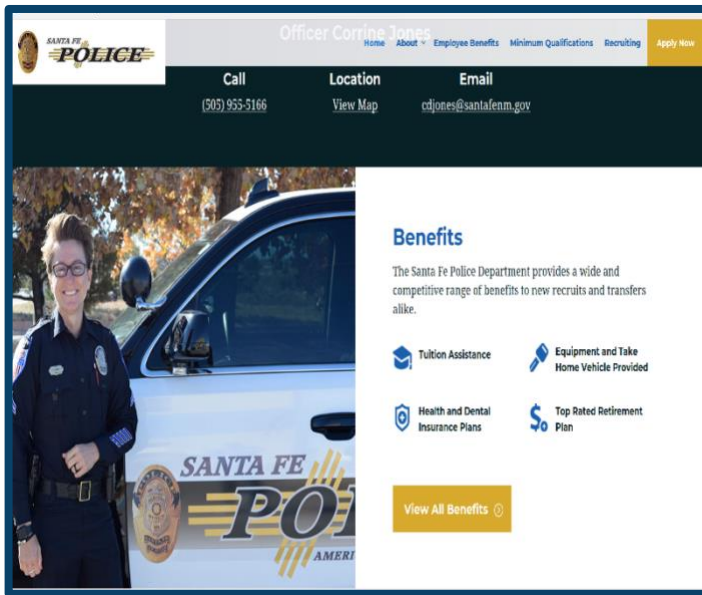 SANTA FE
POLICE
Officer Corrine Jones
Home About Employee Benefits Minimum Qualifications Recruiting Apply Now
Call
Location
Email
(505) 955-5166
View Map
cdjones@santafenm.gov
Benefits
The Santa Fe Police Department provides a wide and
competitive range of benefits to new recruits and transfers
alike.
Tuition Assistance
Equipment and Take
Home Vehicle Provided
Health and Dental
Insurance Plans
Top Rated Retirement
Plan
View All Benefits
SANTA FE
PO
AMERI